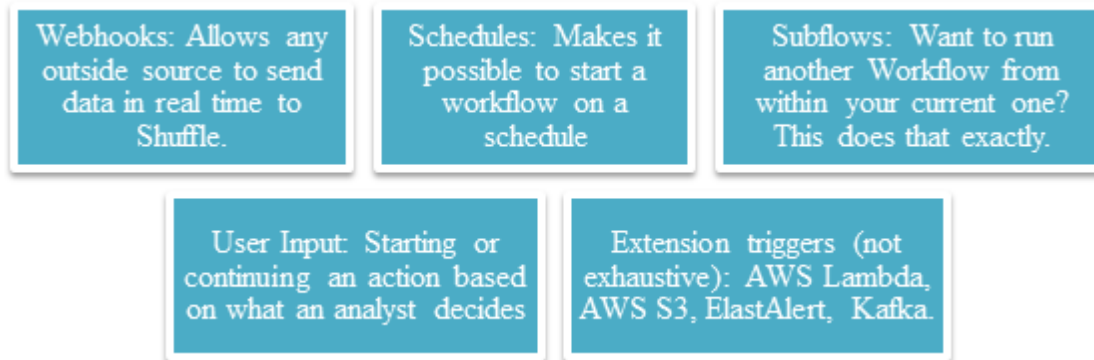 Webhooks: Allows any
outside source to send
data in real time to
Shuffle.
Schedules: Makes it
possible to start a
workflow on a
schedule
Subflows: Want to run
another Workflow from
within your current one?
This does that exactly.
User Input: Starting or
continuing an action based
on what an analyst decides
Extension triggers (not
exhaustive): AWS Lambda,
AWS S3, ElastAlert, Kafka.